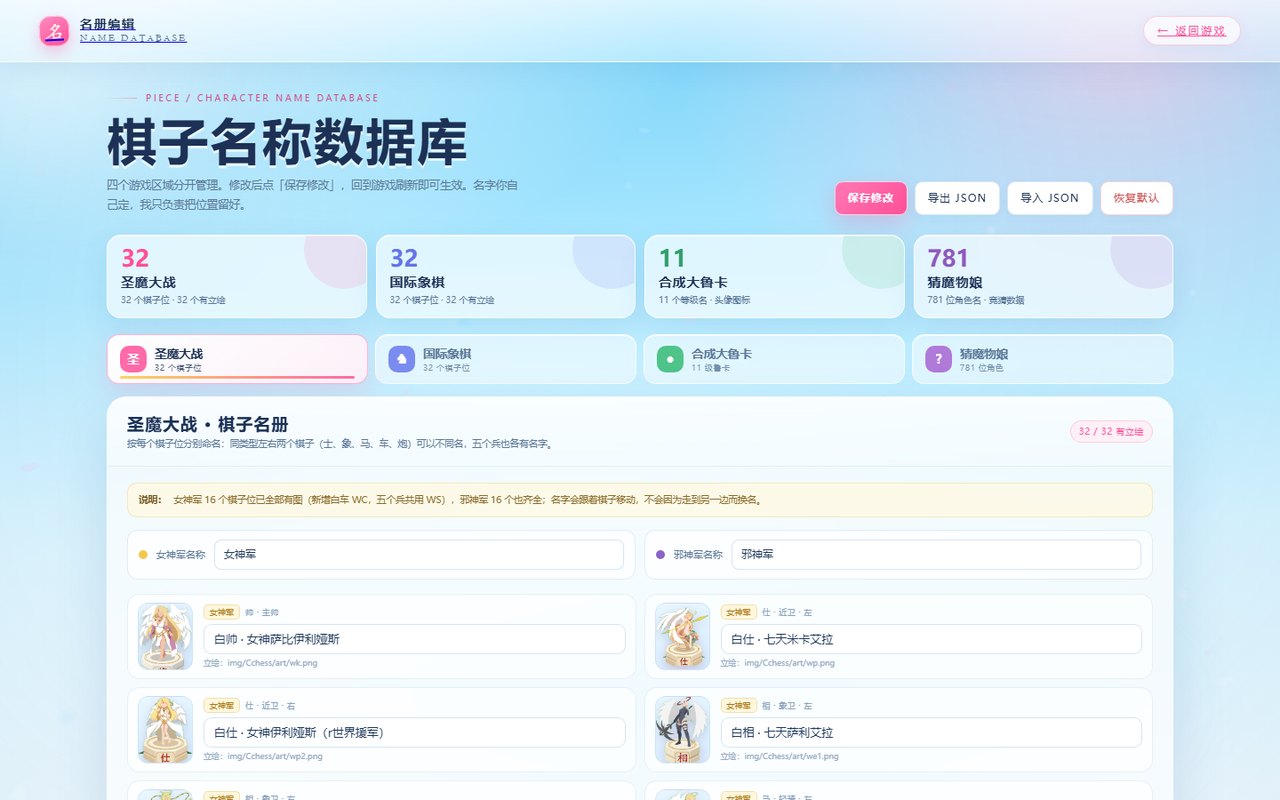 名
名册编辑
NAME DATABASE
← 返回游戏
PIECE / CHARACTER NAME DATABASE
棋子名称数据库
四个游戏区域分开管理。修改后点「保存修改」，回到游戏刷新即可生效。名字你自
己定，我只负责把位置留好。
保存修改
导出 JSON
导入 JSON
恢复默认
32
圣魔大战
32 个棋子位 · 32 个有立绘
32
国际象棋
32 个棋子位 · 32 个有立绘
11
合成大鲁卡
11 个等级名 · 头像图标
781
猜魔物娘
781 位角色名 · 竞猜数据
圣
圣魔大战
32 个棋子位
国际象棋
32 个棋子位
合成大鲁卡
11 级鲁卡
?
猜魔物娘
781 位角色
圣魔大战 · 棋子名册
按每个棋子位分别命名：同类型左右两个棋子（士、象、马、车、炮）可以不同名，五个兵也各有名字。
32 / 32 有立绘
说明： 女神军 16 个棋子位已全部有图（新增白车 WC，五个兵共用 WS），邪神军 16 个也齐全；名字会跟着棋子移动，不会因为走到另一边而换名。
女神军名称
女神军
邪神军名称
邪神军
女神军 帅 · 主帅
白帅 · 女神萨比伊利娅斯
立绘：img/Cchess/art/wk.png
仕
女神军 仕 · 近卫 · 左
白仕 · 七天米卡艾拉
立绘：img/Cchess/art/wp.png
仕
女神军 仕 · 近卫 · 右
白仕 · 女神伊利娅斯（r世界援军）
立绘：img/Cchess/art/wp2.png
相
女神军 相 · 象卫 · 左
白相 · 七天萨利艾拉
立绘：img/Cchess/art/we1.png
女神军 相 · 象卫 · 右